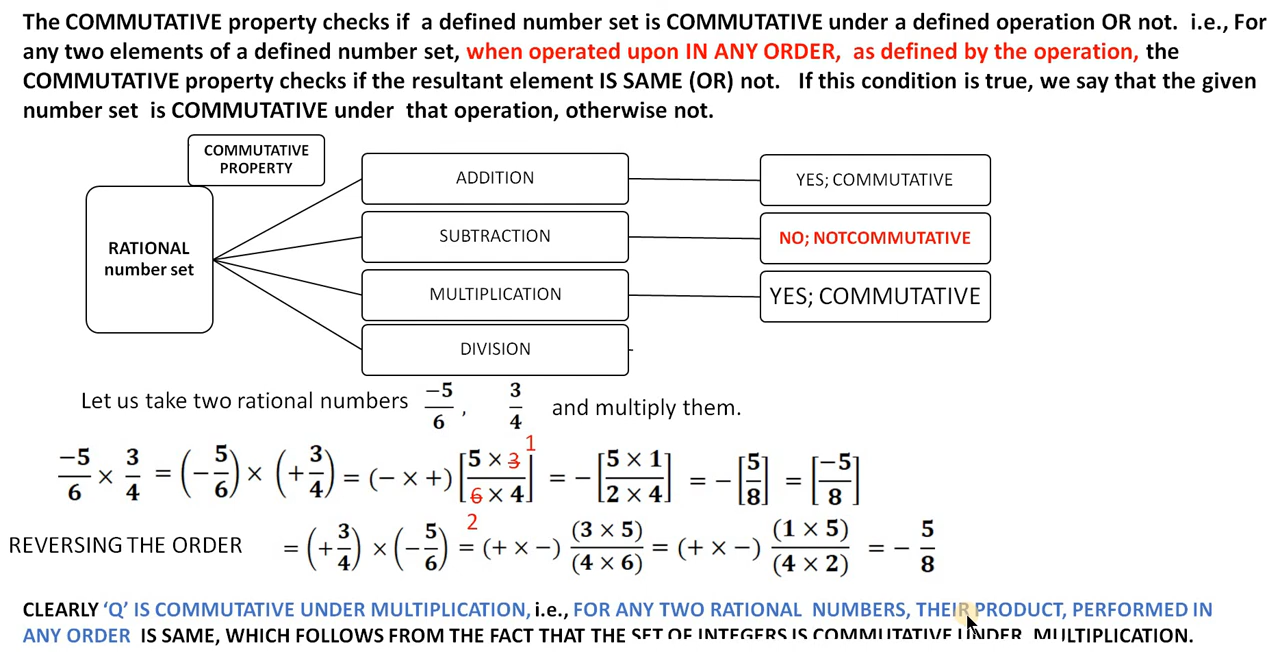 The COMMUTATIVE property checks if a defined number set is COMMUTATIVE under a defined operation OR not. i.e., For
any two elements of a defined number set, when operated upon IN ANY ORDER, as defined by the operation, the
COMMUTATIVE property checks if the resultant element IS SAME (OR) not. If this condition is true, we say that the given
number set is COMMUTATIVE under that operation, otherwise not.
COMMUTATIVE
PROPERTY
RATIONAL
number set
ADDITION
YES; COMMUTATIVE
SUBTRACTION
NO; NOTCOMMUTATIVE
MULTIPLICATION
YES; COMMUTATIVE
DIVISION
Let us take two rational numbers −5/6 , 3/4 and multiply them.
−5/6 × 3/4 = (−5/6) × (+3/4) = (− × +) [5 × 3 1 / 6 2 × 4] = − [5 × 1 / 2 × 4] = − [5/8] = [−5/8]
REVERSING THE ORDER = (+3/4) × (−5/6) = (+ × −) (3 × 5)/(4 × 6) = (+ × −) (1 × 5)/(4 × 2) = − 5/8
CLEARLY ‘Q’ IS COMMUTATIVE UNDER MULTIPLICATION, i.e., FOR ANY TWO RATIONAL NUMBERS, THEIR PRODUCT, PERFORMED IN
ANY ORDER IS SAME, WHICH FOLLOWS FROM THE FACT THAT THE SET OF INTEGERS IS COMMUTATIVE UNDER MULTIPLICATION.